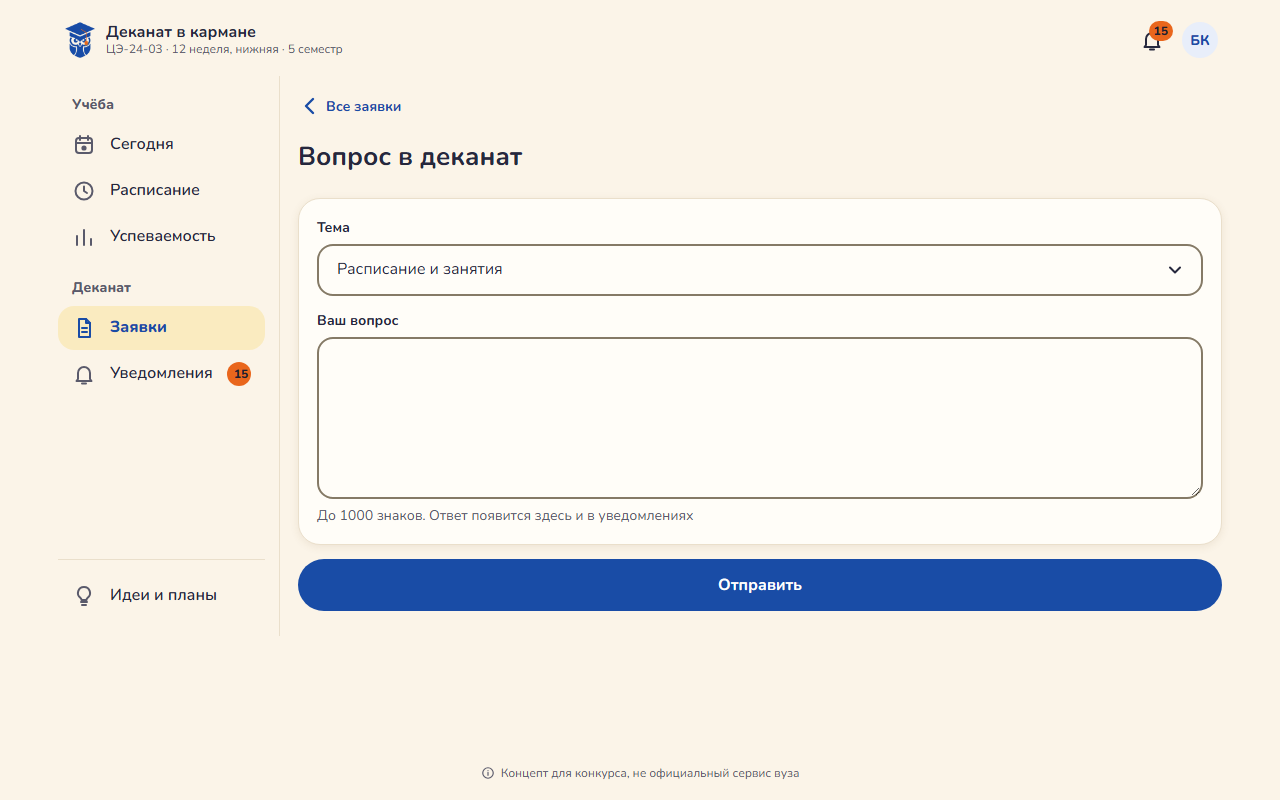 Деканат в кармане
ЦЭ-24-03 · 12 неделя, нижняя · 5 семестр
15
БК
Учёба
Сегодня
Расписание
Успеваемость
Деканат
Заявки
Уведомления 15
Идеи и планы
Все заявки
Вопрос в деканат
Тема
Расписание и занятия
Ваш вопрос
До 1000 знаков. Ответ появится здесь и в уведомлениях
Отправить
Концепт для конкурса, не официальный сервис вуза